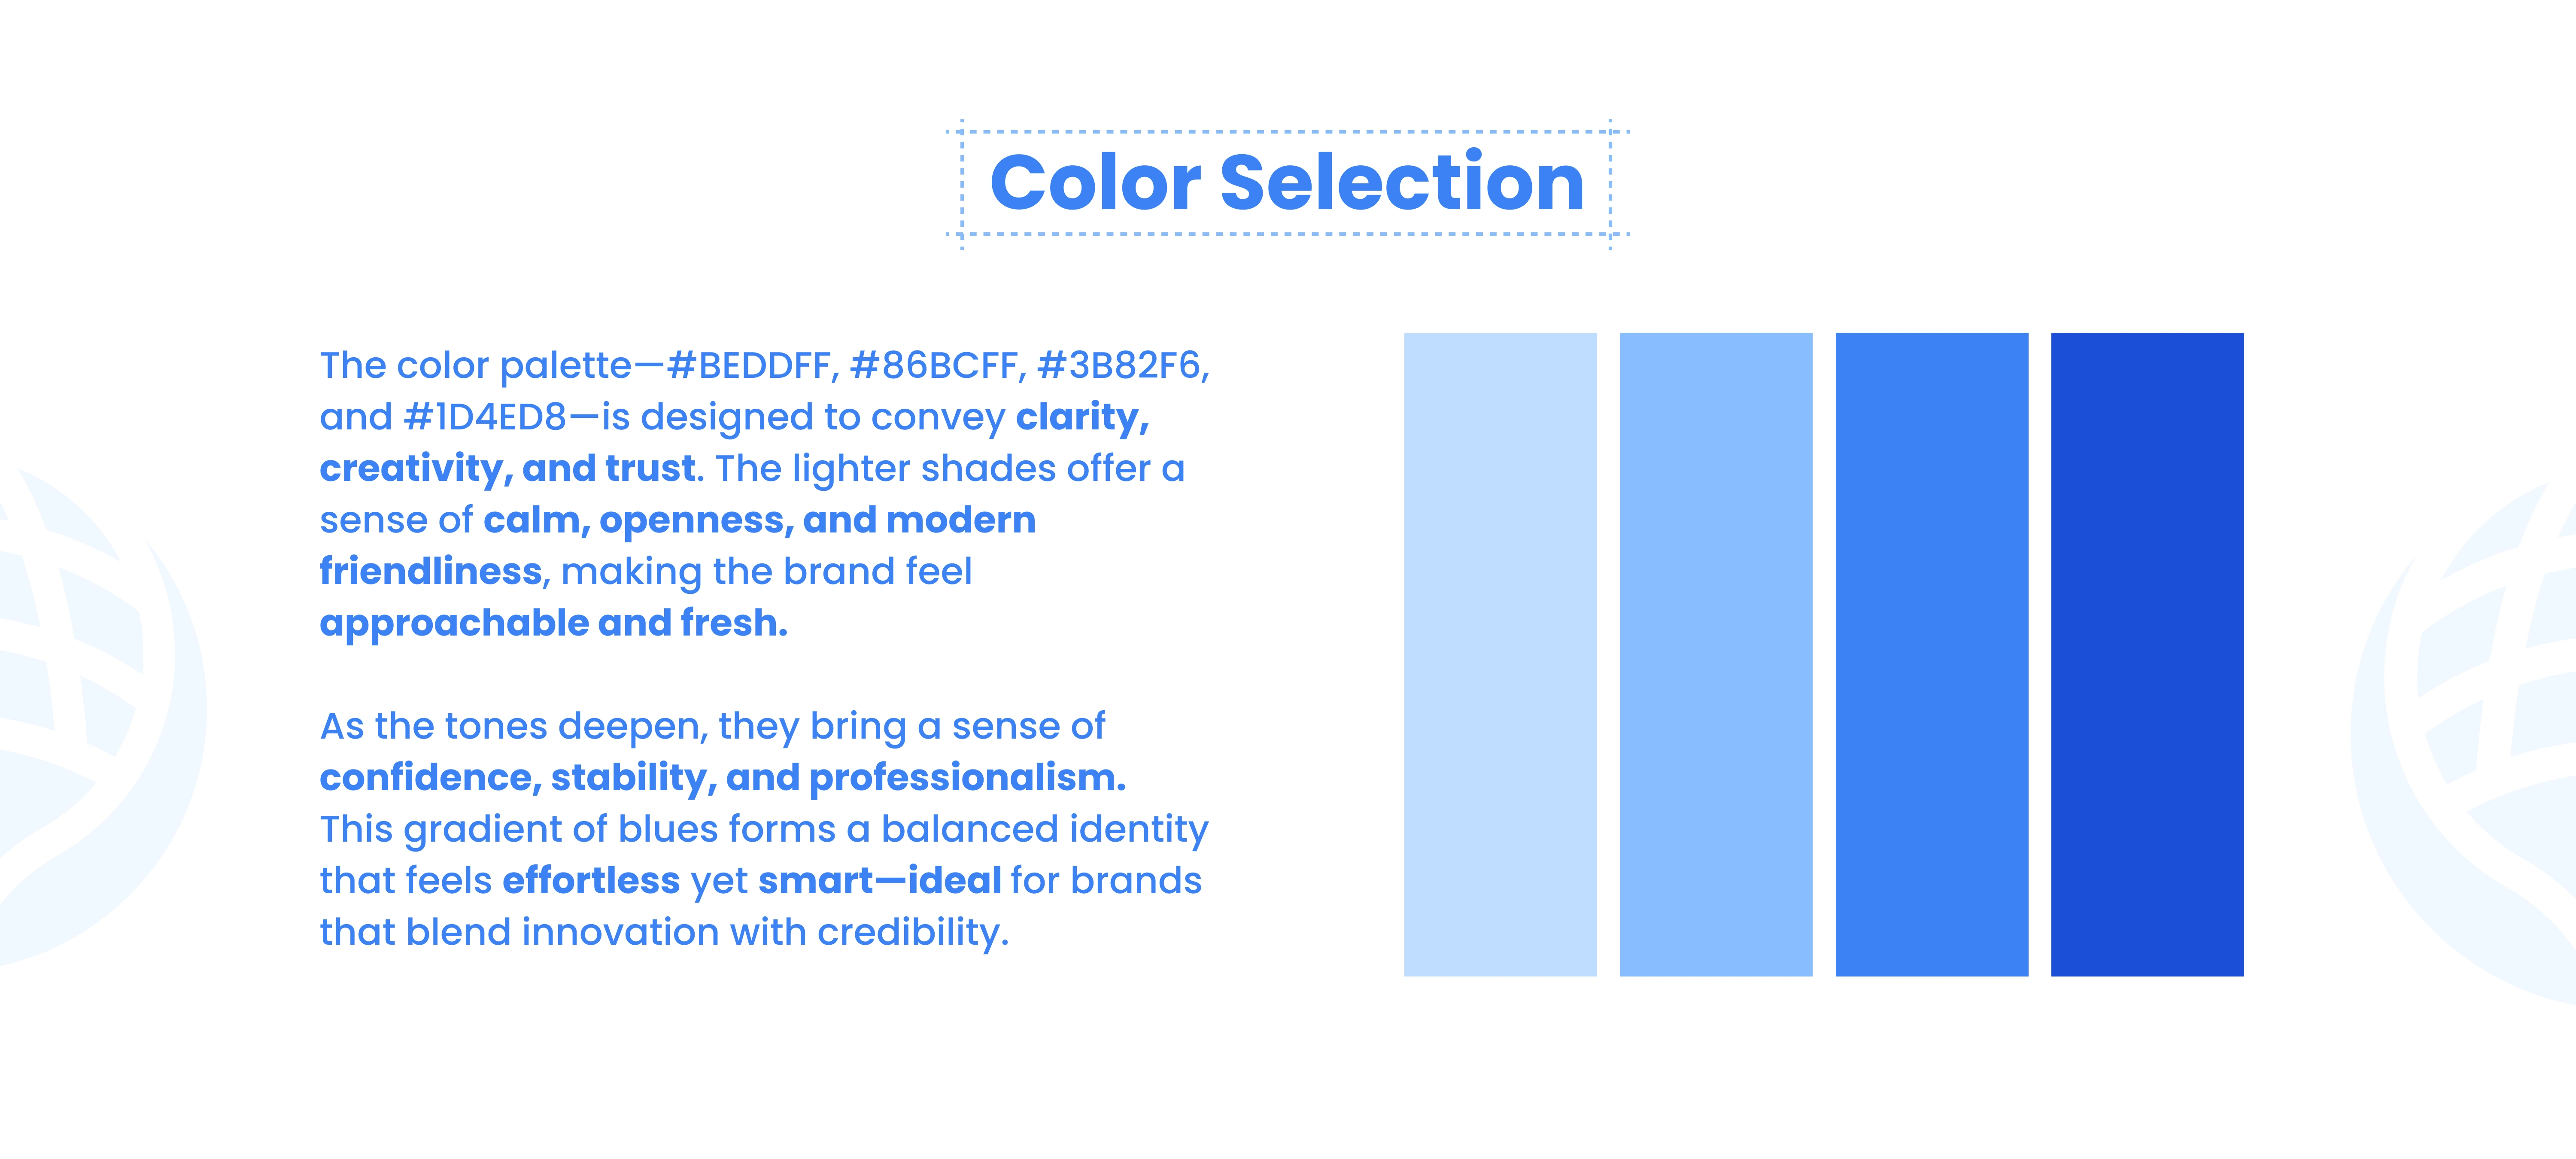 Color Selection
The color palette—#BEDDFF, #86BCFF, #3B82F6,
and #1D4ED8—is designed to convey clarity,
creativity, and trust. The lighter shades offer a
sense of calm, openness, and modern
friendliness, making the brand feel
approachable and fresh.
As the tones deepen, they bring a sense of
confidence, stability, and professionalism.
This gradient of blues forms a balanced identity
that feels effortless yet smart—ideal for brands
that blend innovation with credibility.